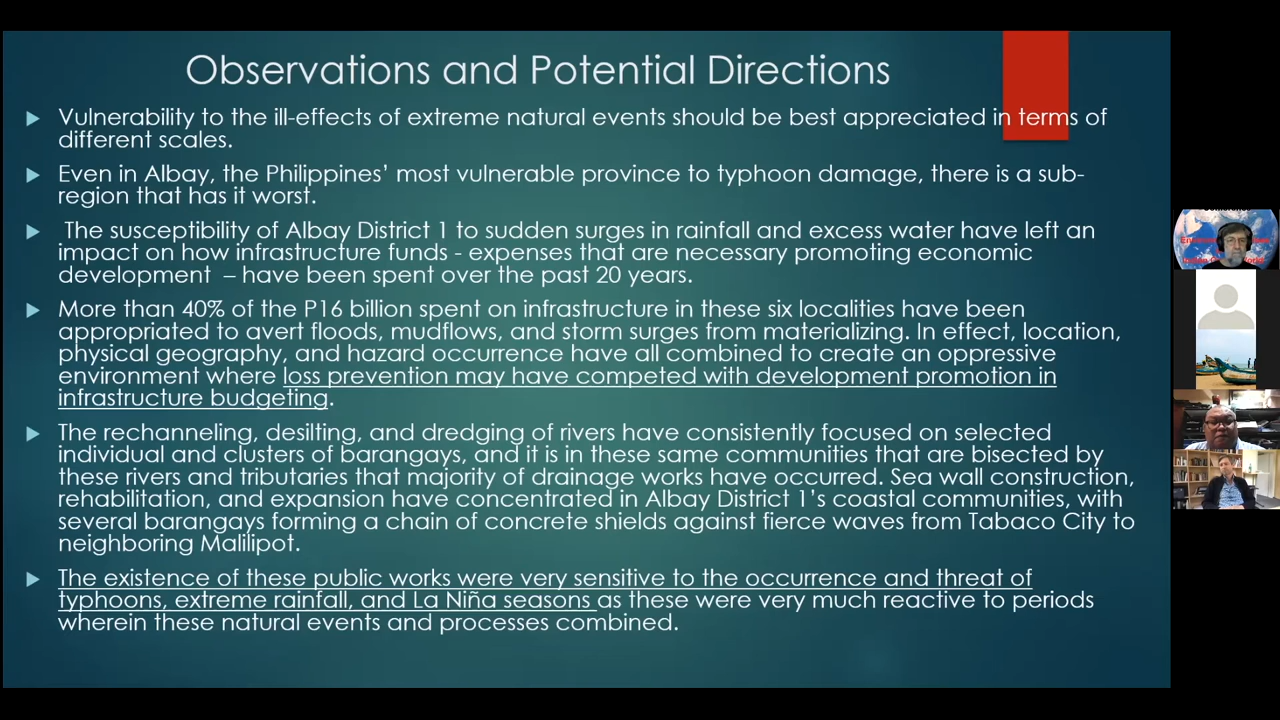 Observations and Potential Directions
Vulnerability to the ill-effects of extreme natural events should be best appreciated in terms of
different scales.
Even in Albay, the Philippines' most vulnerable province to typhoon damage, there is a sub-
region that has it worst.
The susceptibility of Albay District 1 to sudden surges in rainfall and excess water have left an
impact on how infrastructure funds - expenses that are necessary promoting economic
development – have been spent over the past 20 years.
More than 40% of the P16 billion spent on infrastructure in these six localities have been
appropriated to avert floods, mudflows, and storm surges from materializing. In effect, location,
physical geography, and hazard occurrence have all combined to create an oppressive
environment where loss prevention may have competed with development promotion in
infrastructure budgeting.
The rechanneling, desilting, and dredging of rivers have consistently focused on selected
individual and clusters of barangays, and it is in these same communities that are bisected by
these rivers and tributaries that majority of drainage works have occurred. Sea wall construction,
rehabilitation, and expansion have concentrated in Albay District 1's coastal communities, with
several barangays forming a chain of concrete shields against fierce waves from Tabaco City to
neighboring Malilipot.
The existence of these public works were very sensitive to the occurrence and threat of
typhoons, extreme rainfall, and La Niña seasons as these were very much reactive to periods
wherein these natural events and processes combined.